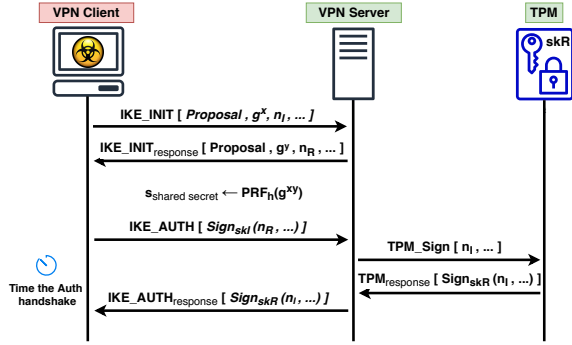 VPN Client
VPN Server
TPM
skR
IKE_INIT [ Proposal , g^x, n_I , ... ]
IKE_INIT_response [ Proposal , g^y , n_R , ... ]
s_shared secret ← PRF_h(g^xy)
IKE_AUTH [ Sign_skI (n_R , ...) ]
TPM_Sign [ n_I , ... ]
Time the Auth
handshake
TPM_response [ Sign_skR (n_I , ...) ]
IKE_AUTH_response [ Sign_skR (n_I , ...) ]